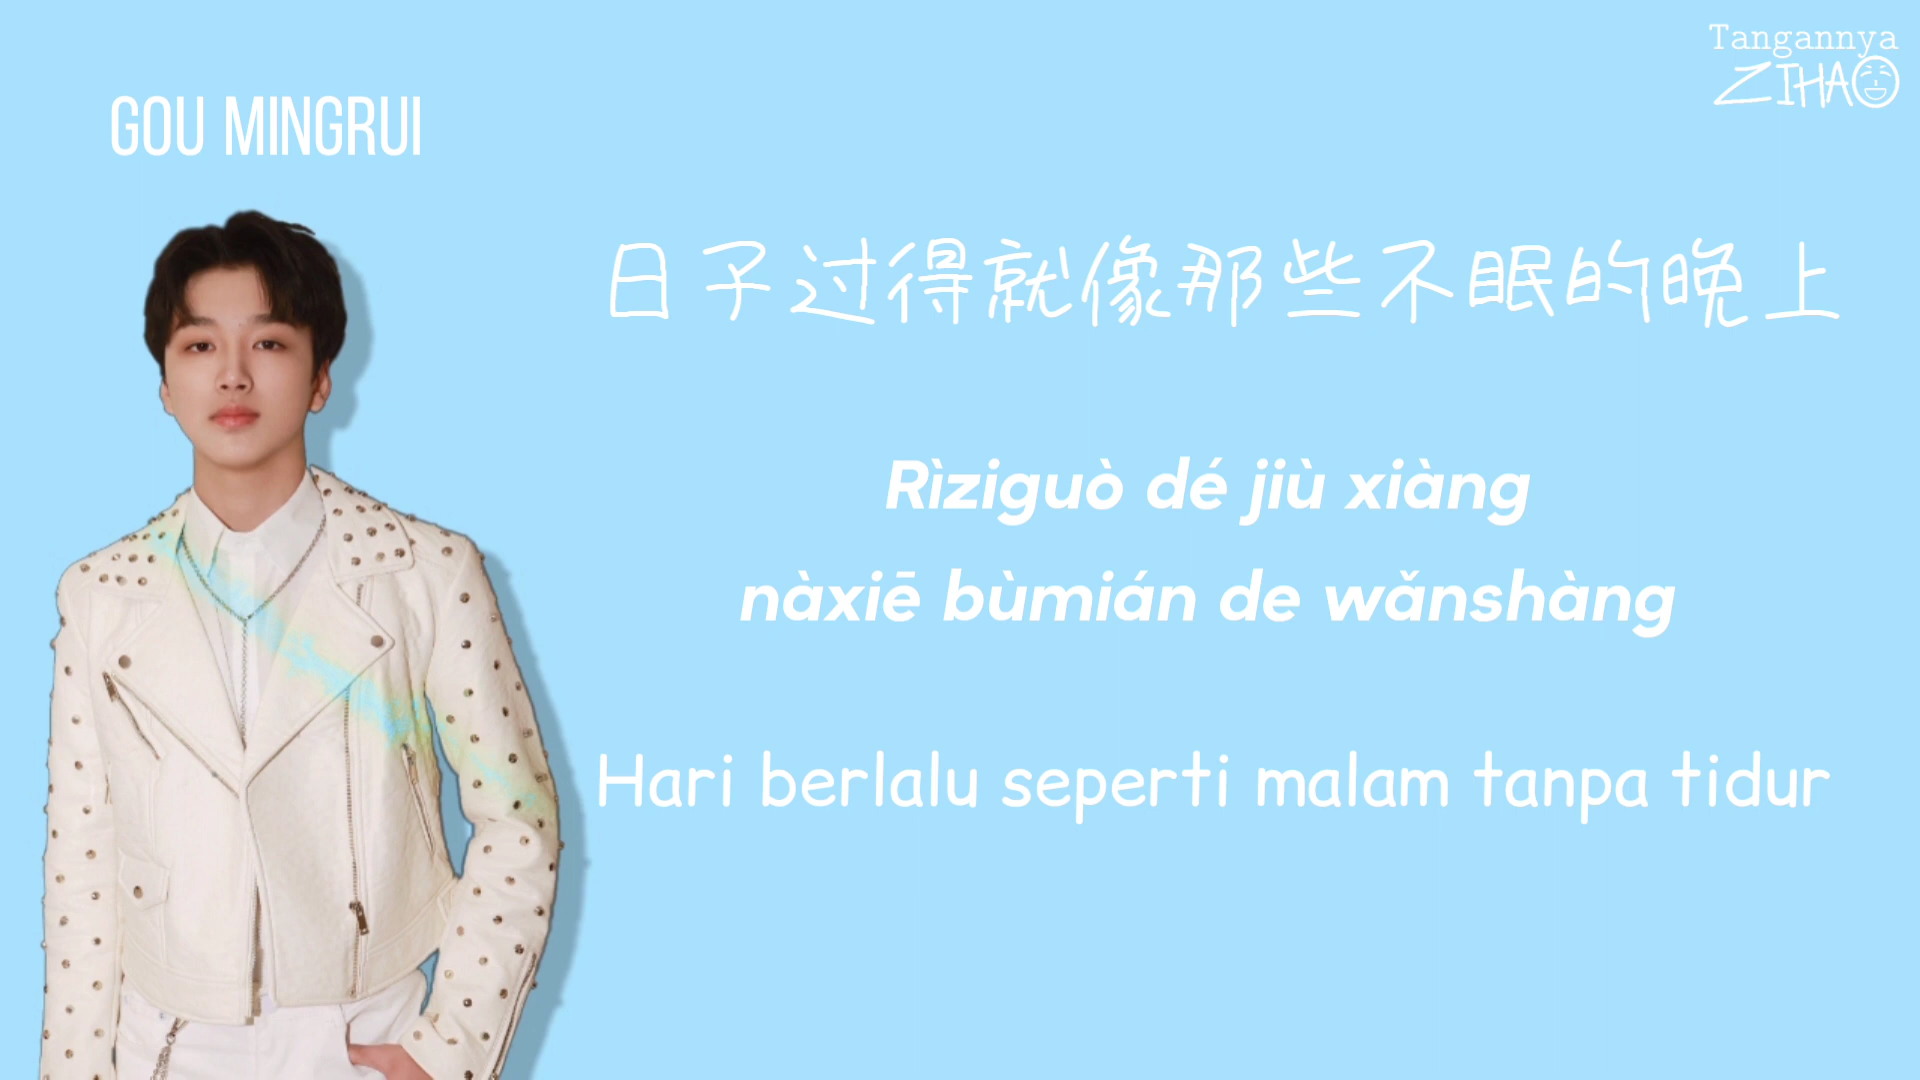 Tangannya
ZIHAO
GOU MINGRUI
日子过得就像那些不眠的晚上
Rìziguò dé jiù xiàng
nàxiē bùmián de wǎnshàng
Hari berlalu seperti malam tanpa tidur